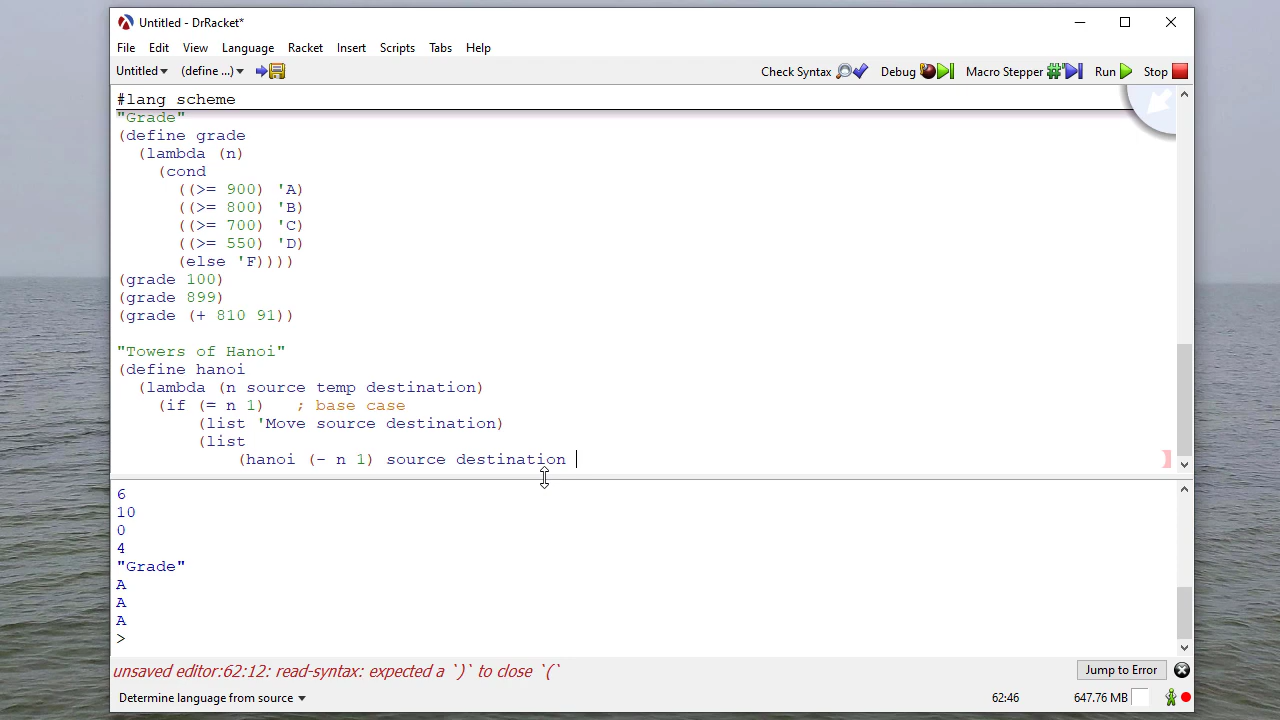 Untitled - DrRacket*
File Edit View Language Racket Insert Scripts Tabs Help
Untitled (define ...) Check Syntax Debug Macro Stepper Run Stop
#lang scheme
"Grade"
(define grade
(lambda (n)
(cond
((>= 900) 'A)
((>= 800) 'B)
((>= 700) 'C)
((>= 550) 'D)
(else 'F))))
(grade 100)
(grade 899)
(grade (+ 810 91))
"Towers of Hanoi"
(define hanoi
(lambda (n source temp destination)
(if (= n 1) ; base case
(list 'Move source destination)
(list
(hanoi (- n 1) source destination
6
10
0
4
"Grade"
A
A
A
>
unsaved editor:62:12: read-syntax: expected a `)` to close `(` Jump to Error
Determine language from source 62:46 647.76 MB